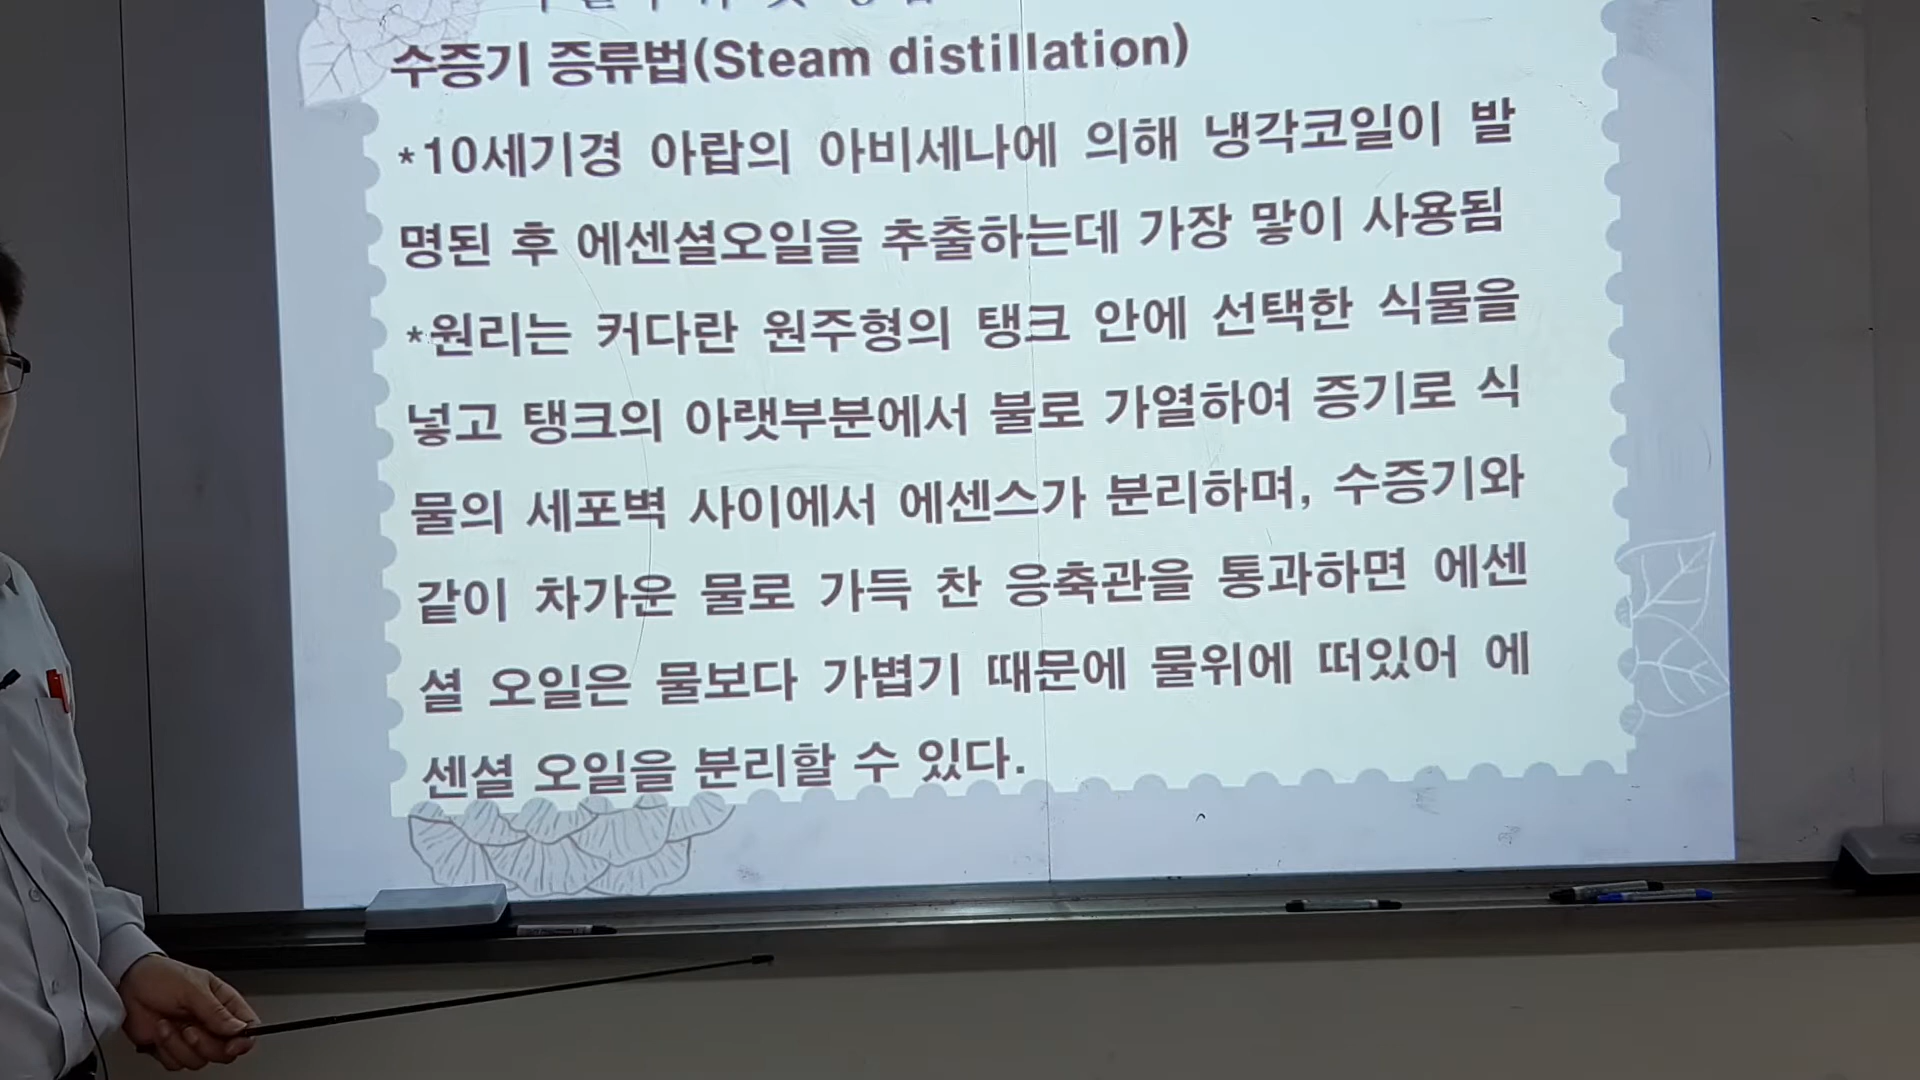 수증기 증류법(Steam distillation)
*10세기경 아랍의 아비세나에 의해 냉각코일이 발
명된 후 에센셜오일을 추출하는데 가장 많이 사용됨
*원리는 커다란 원주형의 탱크 안에 선택한 식물을
넣고 탱크의 아랫부분에서 불로 가열하여 증기로 식
물의 세포벽 사이에서 에센스가 분리하며, 수증기와
같이 차가운 물로 가득 찬 응축관을 통과하면 에센
셜 오일은 물보다 가볍기 때문에 물위에 떠있어 에
센셜 오일을 분리할 수 있다.